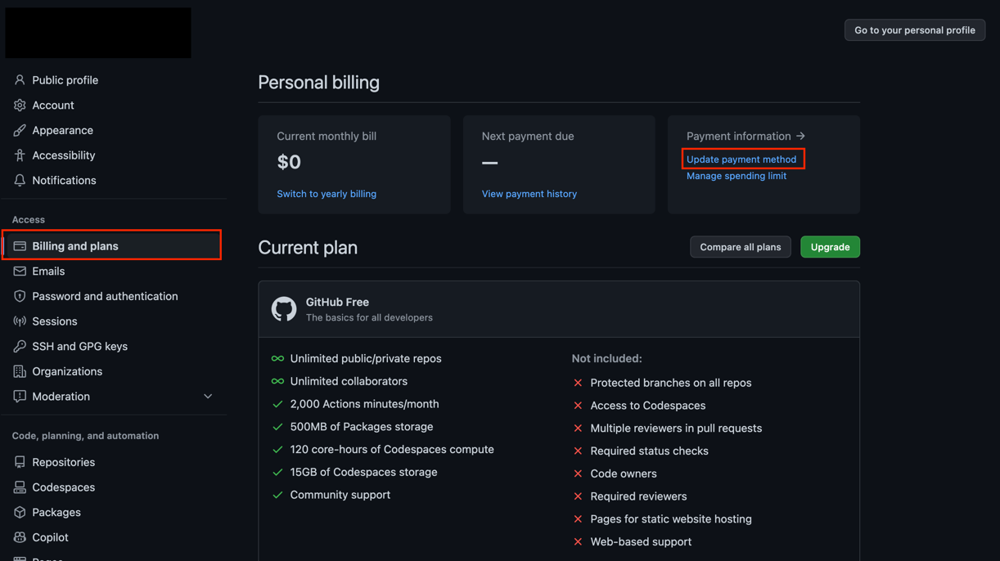 Go to your personal profile
Public profile
Account
Appearance
Accessibility
Notifications
Access
Billing and plans
Emails
Password and authentication
Sessions
SSH and GPG keys
Organizations
Moderation
Code, planning, and automation
Repositories
Codespaces
Packages
Copilot
Personal billing
Current monthly bill
$0
Switch to yearly billing
Next payment due
—
View payment history
Payment information →
Update payment method
Manage spending limit
Current plan
Compare all plans
Upgrade
GitHub Free
The basics for all developers
Unlimited public/private repos
Unlimited collaborators
2,000 Actions minutes/month
500MB of Packages storage
120 core-hours of Codespaces compute
15GB of Codespaces storage
Community support
Not included:
Protected branches on all repos
Access to Codespaces
Multiple reviewers in pull requests
Required status checks
Code owners
Required reviewers
Pages for static website hosting
Web-based support